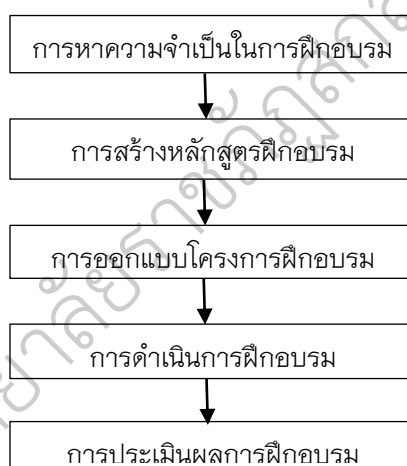 การหาความจำเป็นในการฝึกอบรม
การสร้างหลักสูตรฝึกอบรม
การออกแบบโครงการฝึกอบรม
การดำเนินการฝึกอบรม
การประเมินผลการฝึกอบรม